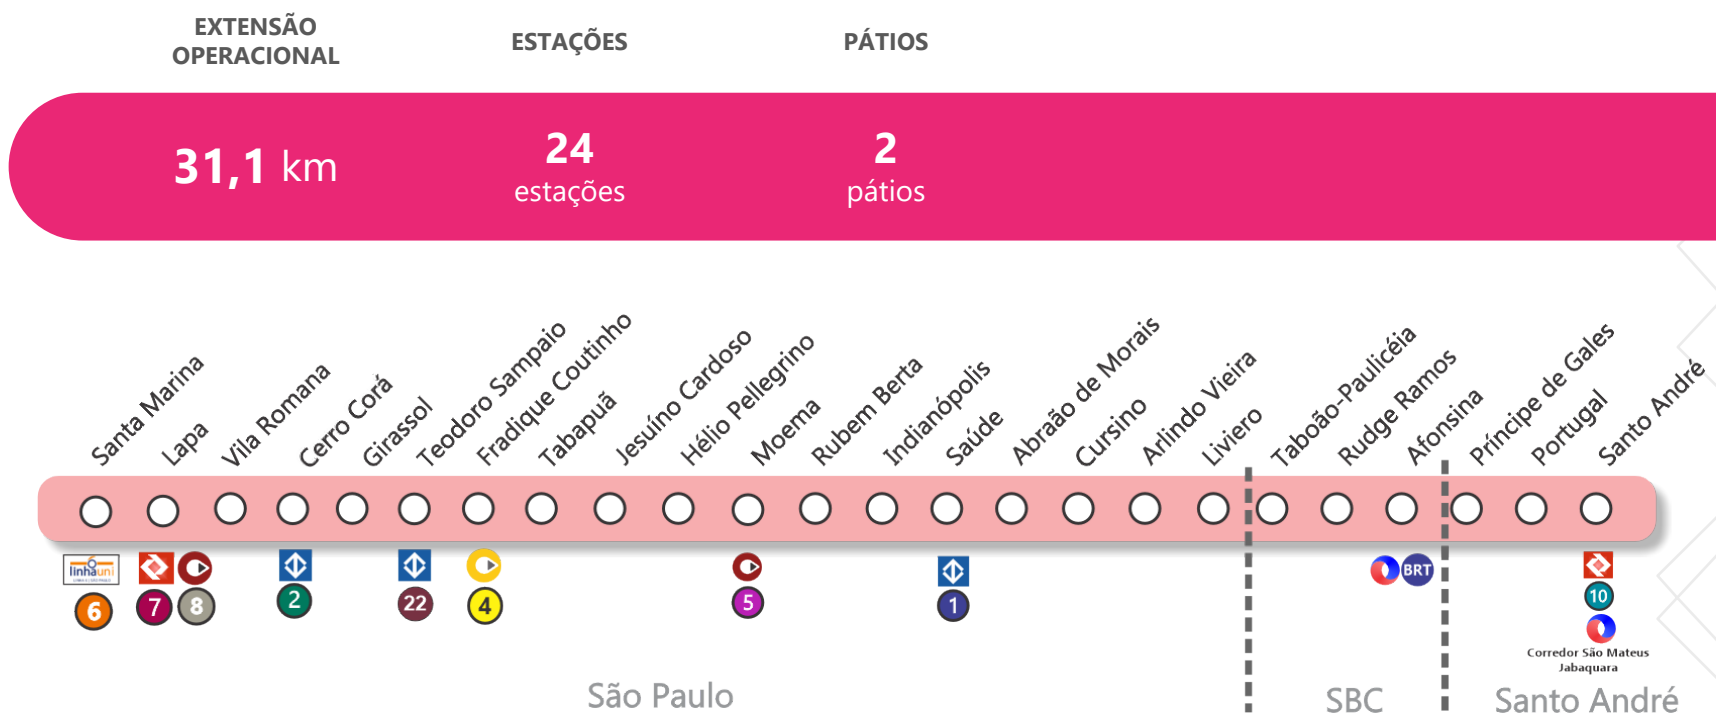 EXTENSÃO
OPERACIONAL
ESTAÇÕES
PÁTIOS
31,1 km
24
estações
2
pátios
Santa Marina
Lapa
Vila Romana
Cerro Corá
Girassol
Teodoro Sampaio
Fradique Coutinho
Tabapuã
Jesuíno Cardoso
Hélio Pellegrino
Moema
Rubem Berta
Indianópolis
Saúde
Abraão de Morais
Cursino
Arlindo Vieira
Liviero
Taboão-Paulicéia
Rudge Ramos
Afonsina
Príncipe de Gales
Portugal
Santo André
linhauni
6
7
8
2
22
4
5
1
BRT
10
Corredor São Mateus
Jabaquara
São Paulo
SBC
Santo André